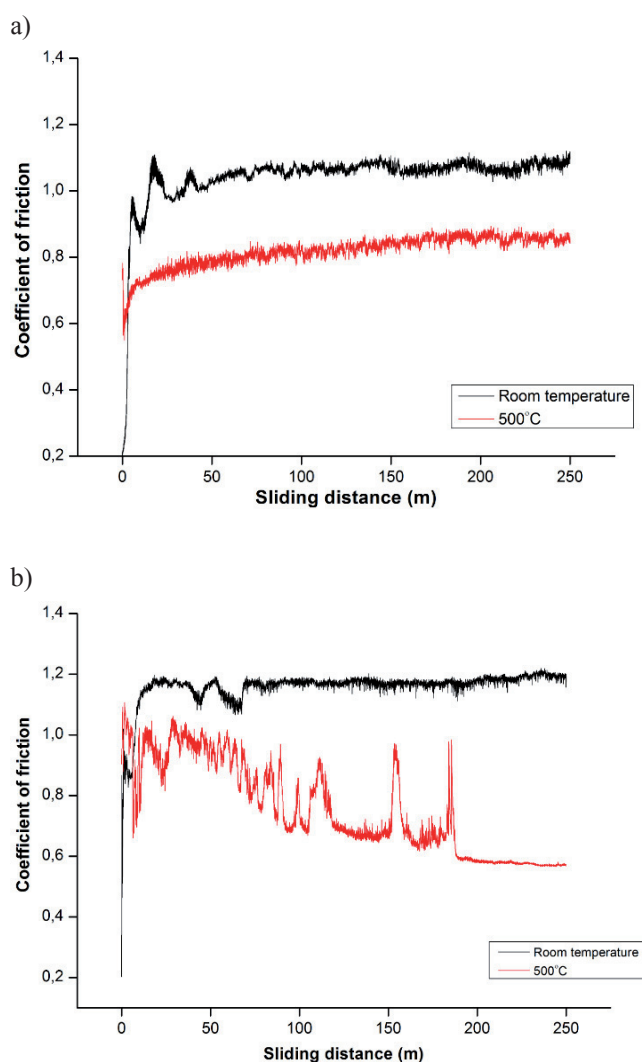 a)
1,4
1,2
1,0
0,8
0,6
0,4
0,2
Coefficient of friction
Room temperature
500°C
0 50 100 150 200 250
Sliding distance (m)
b)
1,4
1,2
1,0
0,8
0,6
0,4
0,2
Coefficient of friction
Room temperature
500°C
0 50 100 150 200 250
Sliding distance (m)